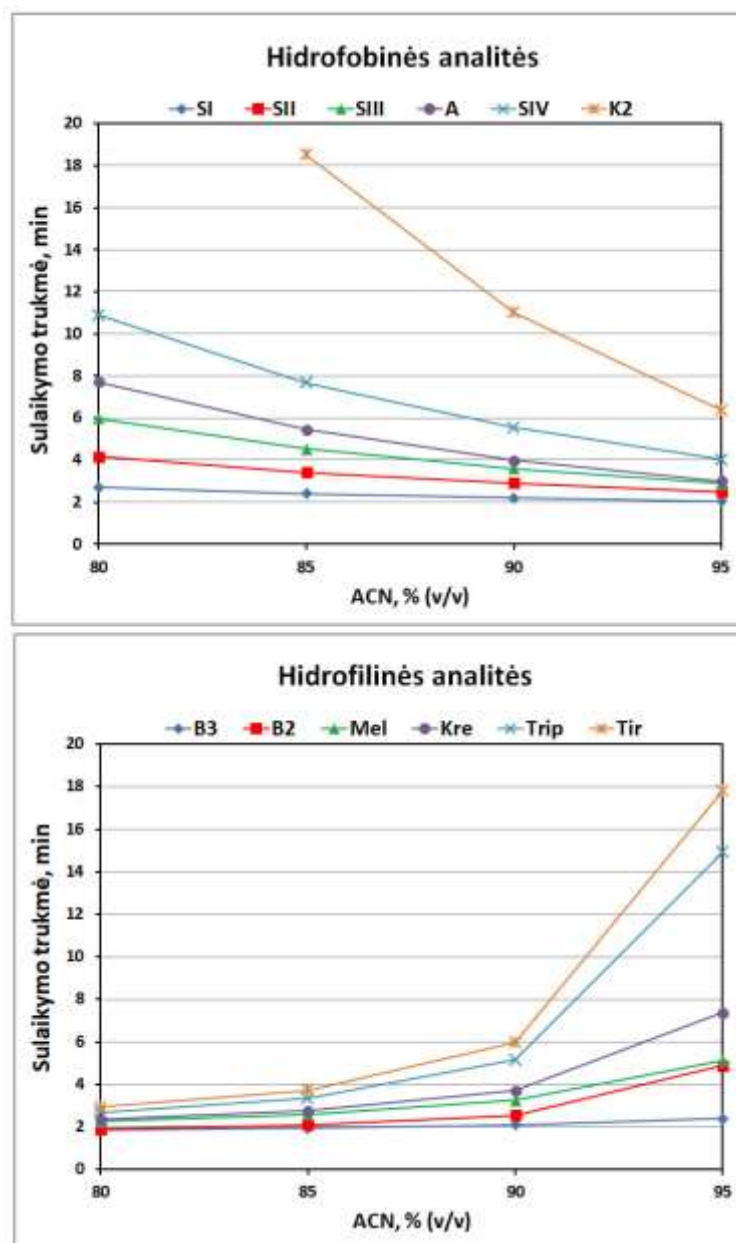 Hidrofobinės analitės
SI SII SIII A SIV K2
20
18
16
14
12
10
8
6
4
2
0
Sulaikymo trukmė, min
80 85 90 95
ACN, % (v/v)
Hidrofilinės analitės
B3 B2 Mel Kre Trip Tir
20
18
16
14
12
10
8
6
4
2
0
Sulaikymo trukmė, min
80 85 90 95
ACN, % (v/v)